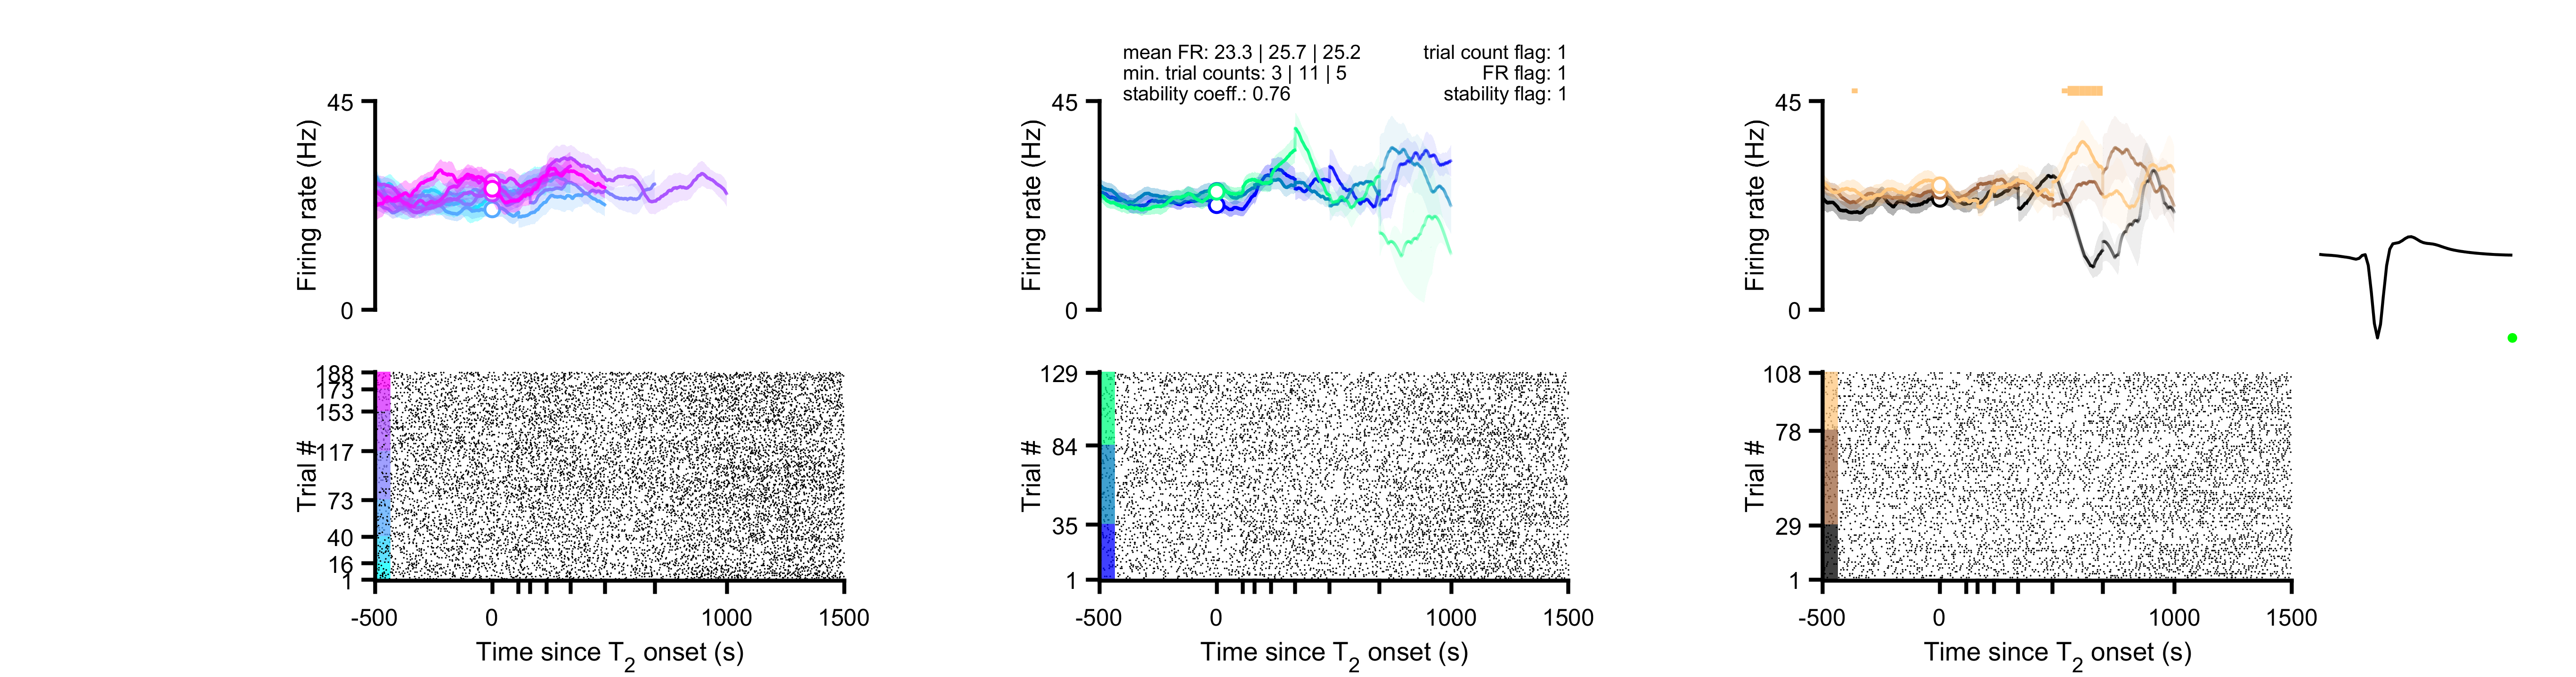 mean FR: 23.3 | 25.7 | 25.2
min. trial counts: 3 | 11 | 5
stability coeff.: 0.76
trial count flag: 1
FR flag: 1
stability flag: 1
45
0
Firing rate (Hz)
45
0
Firing rate (Hz)
45
0
Firing rate (Hz)
188
173
153
117
73
40
16
1
Trial #
-500
0
1000
1500
Time since T2 onset (s)
129
84
35
1
Trial #
-500
0
1000
1500
Time since T2 onset (s)
108
78
29
1
Trial #
-500
0
1000
1500
Time since T2 onset (s)